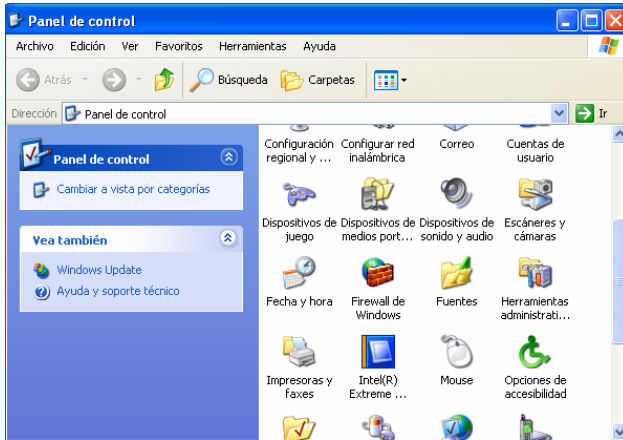 Panel de control
Archivo Edición Ver Favoritos Herramientas Ayuda
Atrás Búsqueda Carpetas
Dirección Panel de control Ir
Panel de control
Cambiar a vista por categorías
Vea también
Windows Update
Ayuda y soporte técnico
Configuración regional y ...
Configurar red inalámbrica
Correo
Cuentas de usuario
Dispositivos de juego
Dispositivos de medios port...
Dispositivos de sonido y audio
Escáneres y cámaras
Fecha y hora
Firewall de Windows
Fuentes
Herramientas administrati...
Impresoras y faxes
Intel(R) Extreme ...
Mouse
Opciones de accesibilidad